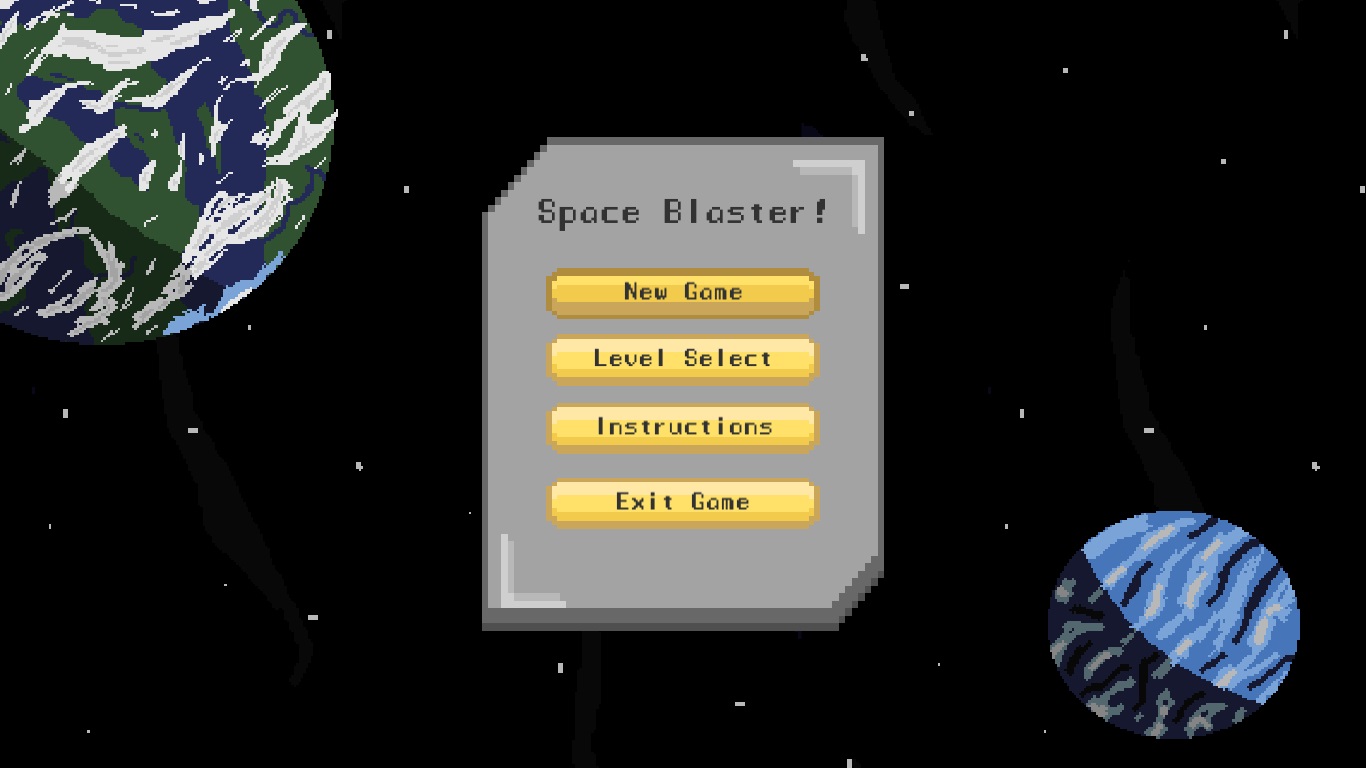 Space Blaster!
New Game
Level Select
Instructions
Exit Game